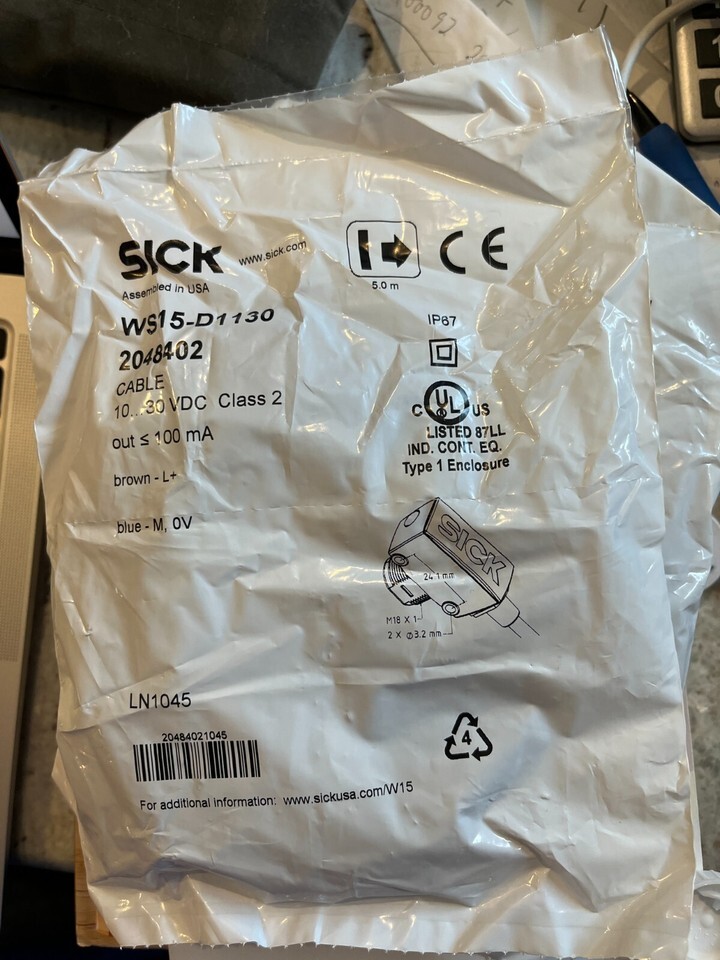 SICK www.sick.com
Assembled in USA
WS15-D1130
2048402
CABLE
10...30 VDC Class 2
out ≤ 100 mA
brown - L+
blue - M, 0V
5.0 m
CE
IP67
C UL US
LISTED 87LL
IND. CONT. EQ.
Type 1 Enclosure
SICK
24.1 mm
M18 X 1
2 X Ø3.2 mm
LN1045
20484021045
4
For additional information: www.sickusa.com/W15